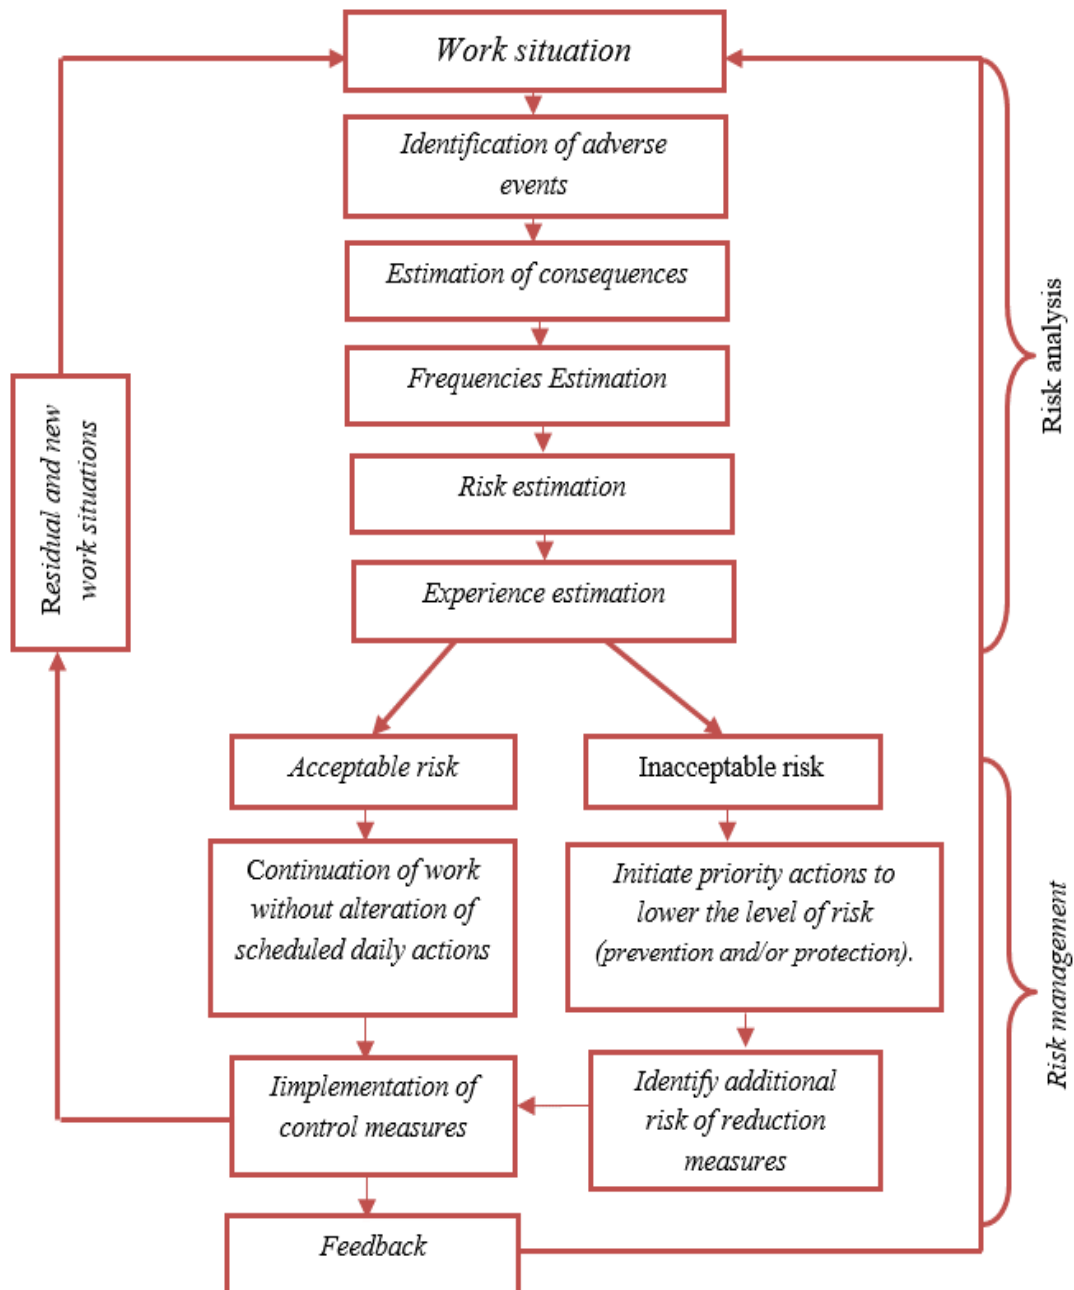 Work situation
Identification of adverse
events
Estimation of consequences
Frequencies Estimation
Risk estimation
Experience estimation
Residual and new
work situations
Risk analysis
Acceptable risk
Inacceptable risk
Continuation of work
without alteration of
scheduled daily actions
Initiate priority actions to
lower the level of risk
(prevention and/or protection).
Iimplementation of
control measures
Identify additional
risk of reduction
measures
Feedback
Risk management